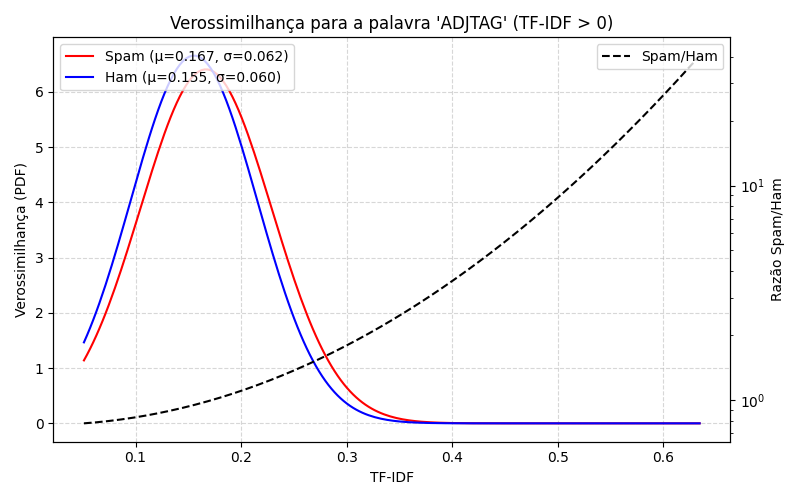 Verossimilhança para a palavra 'ADJTAG' (TF-IDF > 0)
Spam (μ=0.167, σ=0.062)
Ham (μ=0.155, σ=0.060)
Spam/Ham
Verossimilhança (PDF)
6
5
4
3
2
1
0
10¹
10⁰
Razão Spam/Ham
0.1 0.2 0.3 0.4 0.5 0.6
TF-IDF